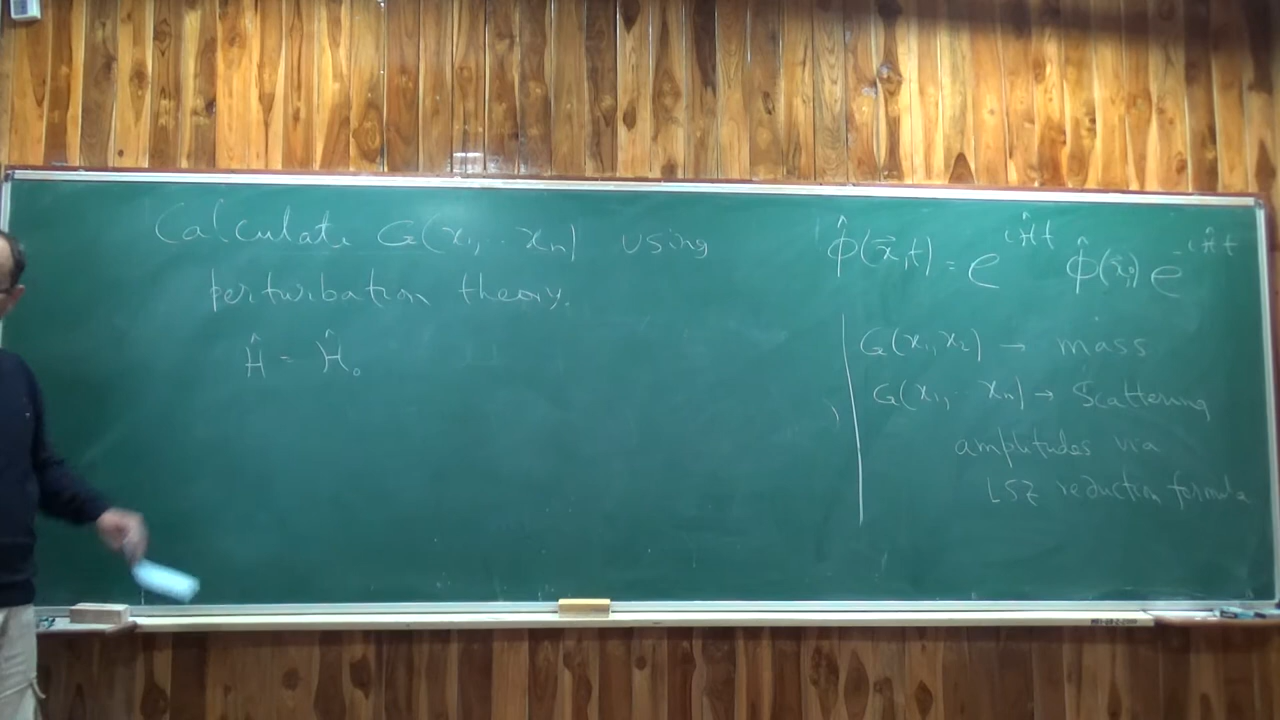 Calculate G(x₁, ·· xₙ) using
perturbation theory.
Ĥ = Ĥ₀
φ̂(x⃗,t) = e^{iĤt} φ̂(x⃗,0) e^{-iĤt}
G(x₁,x₂) → mass
G(x₁, ·· xₙ) → Scattering
amplitudes via
LSZ reduction formula